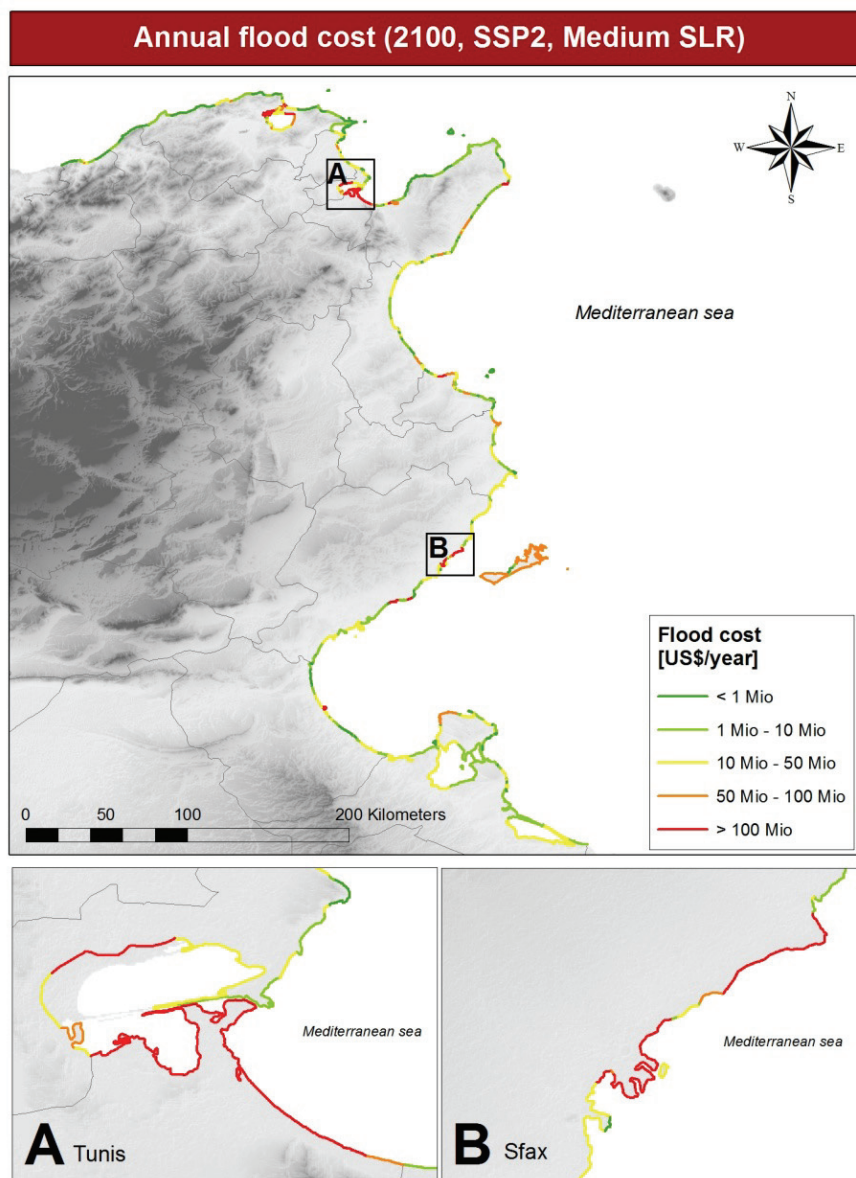 Annual flood cost (2100, SSP2, Medium SLR)
N
W
E
S
A
Mediterranean sea
B
Flood cost
[US$/year]
< 1 Mio
1 Mio - 10 Mio
10 Mio - 50 Mio
50 Mio - 100 Mio
> 100 Mio
0 50 100 200 Kilometers
Mediterranean sea
A Tunis
Mediterranean sea
B Sfax